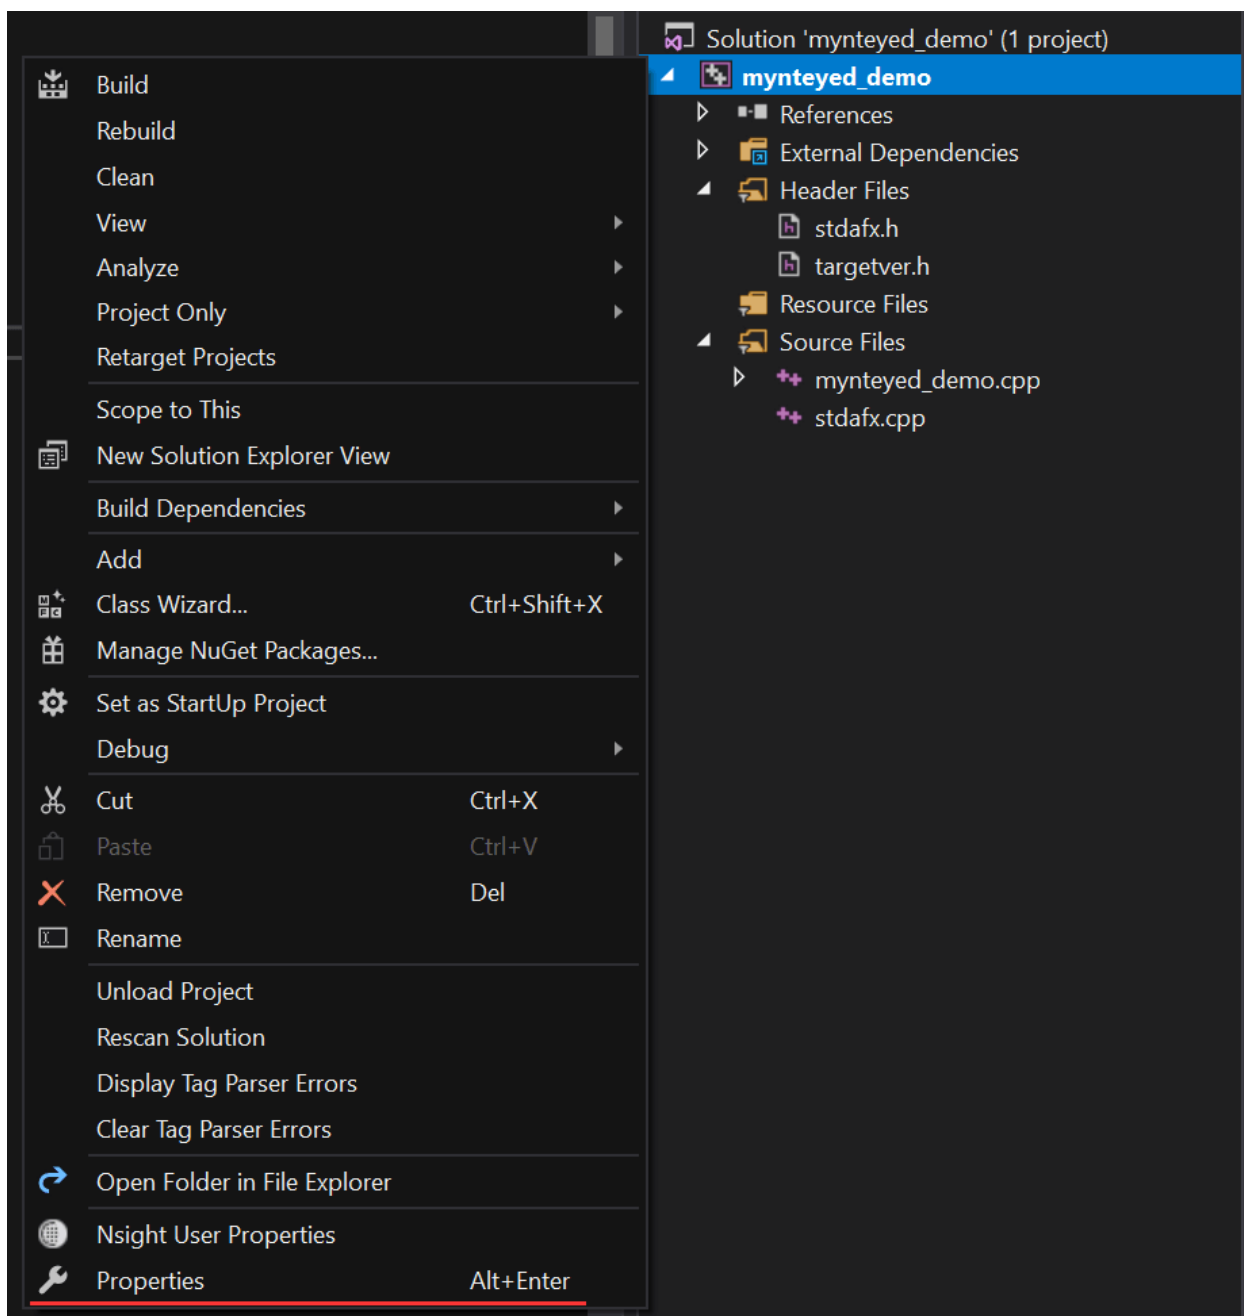 Build
Rebuild
Clean
View
Analyze
Project Only
Retarget Projects
Scope to This
New Solution Explorer View
Build Dependencies
Add
Class Wizard... Ctrl+Shift+X
Manage NuGet Packages...
Set as StartUp Project
Debug
Cut Ctrl+X
Paste Ctrl+V
Remove Del
Rename
Unload Project
Rescan Solution
Display Tag Parser Errors
Clear Tag Parser Errors
Open Folder in File Explorer
Nsight User Properties
Properties Alt+Enter
Solution 'mynteyed_demo' (1 project)
mynteyed_demo
References
External Dependencies
Header Files
stdafx.h
targetver.h
Resource Files
Source Files
mynteyed_demo.cpp
stdafx.cpp